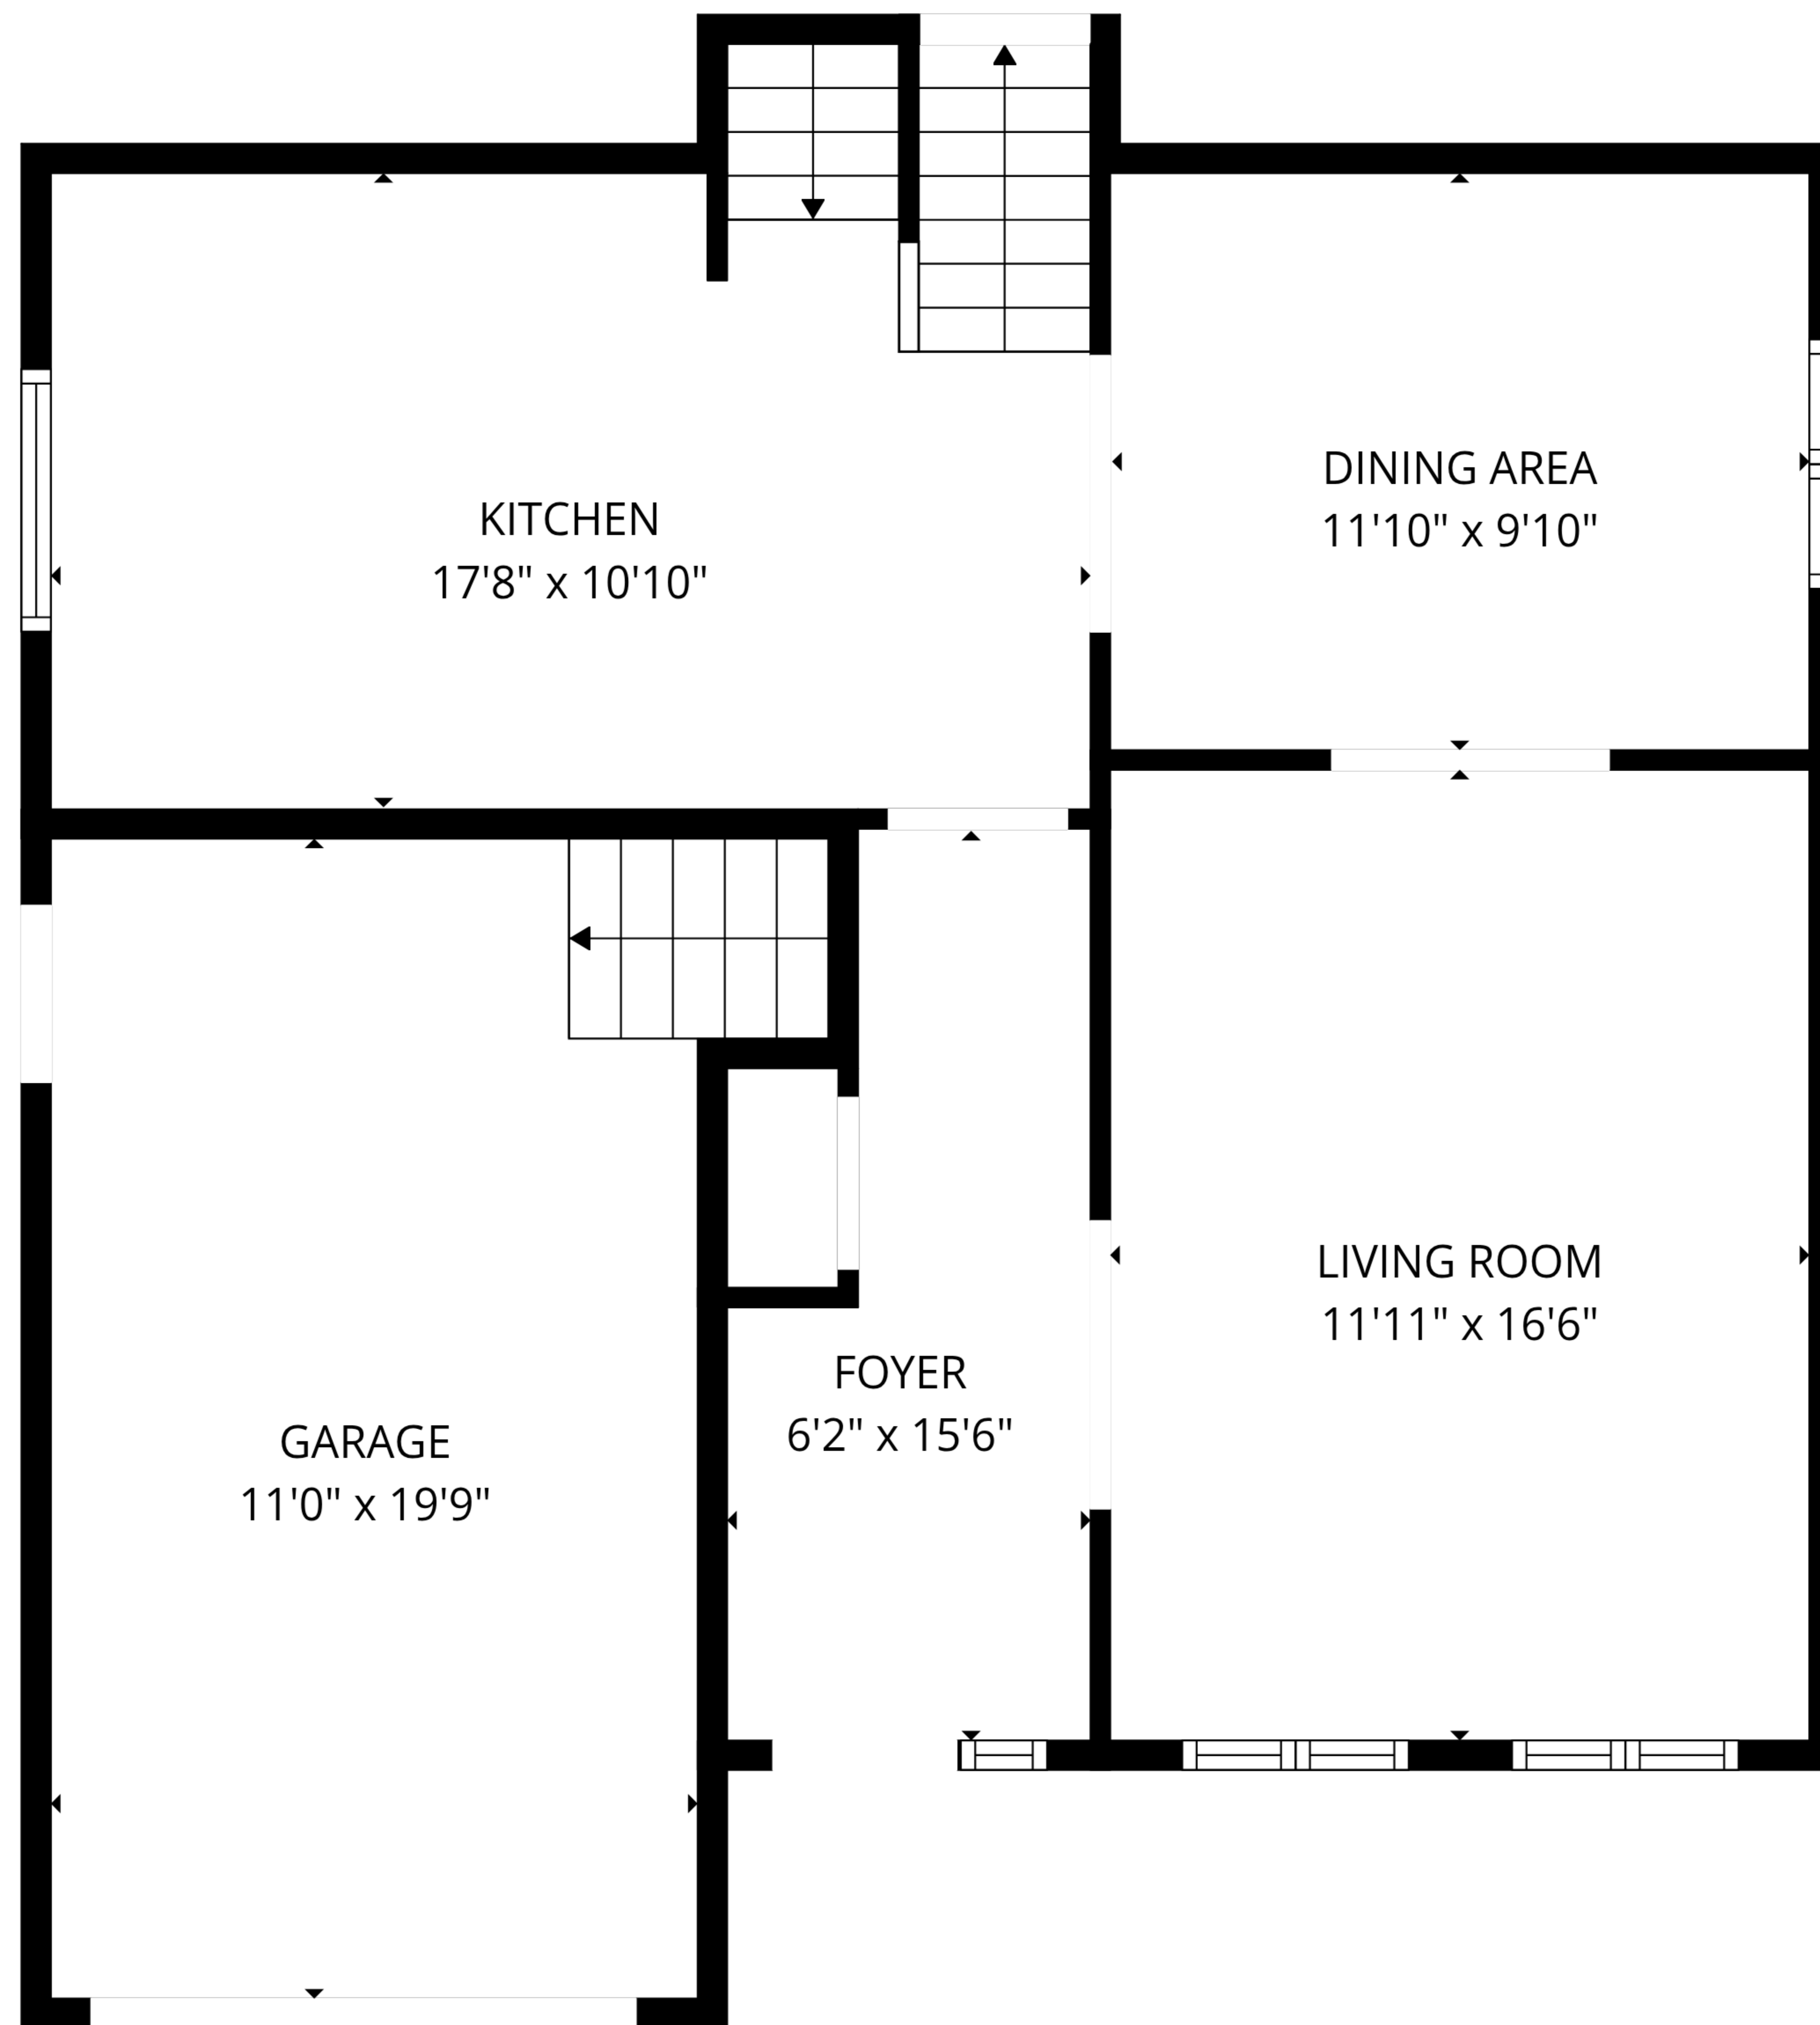 DINING AREA
11'10" x 9'10"
KITCHEN
17'8" x 10'10"
LIVING ROOM
11'11" x 16'6"
FOYER
6'2" x 15'6"
GARAGE
11'0" x 19'9"